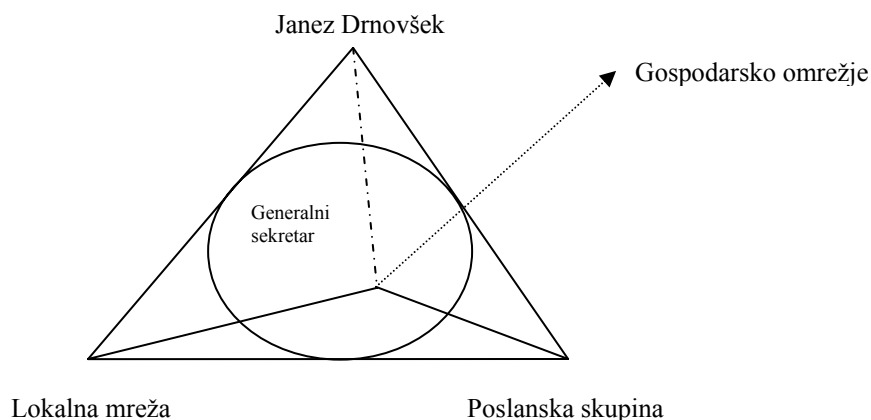 Janez Drnovšek
Gospodarsko omrežje
Generalni
sekretar
Lokalna mreža
Poslanska skupina